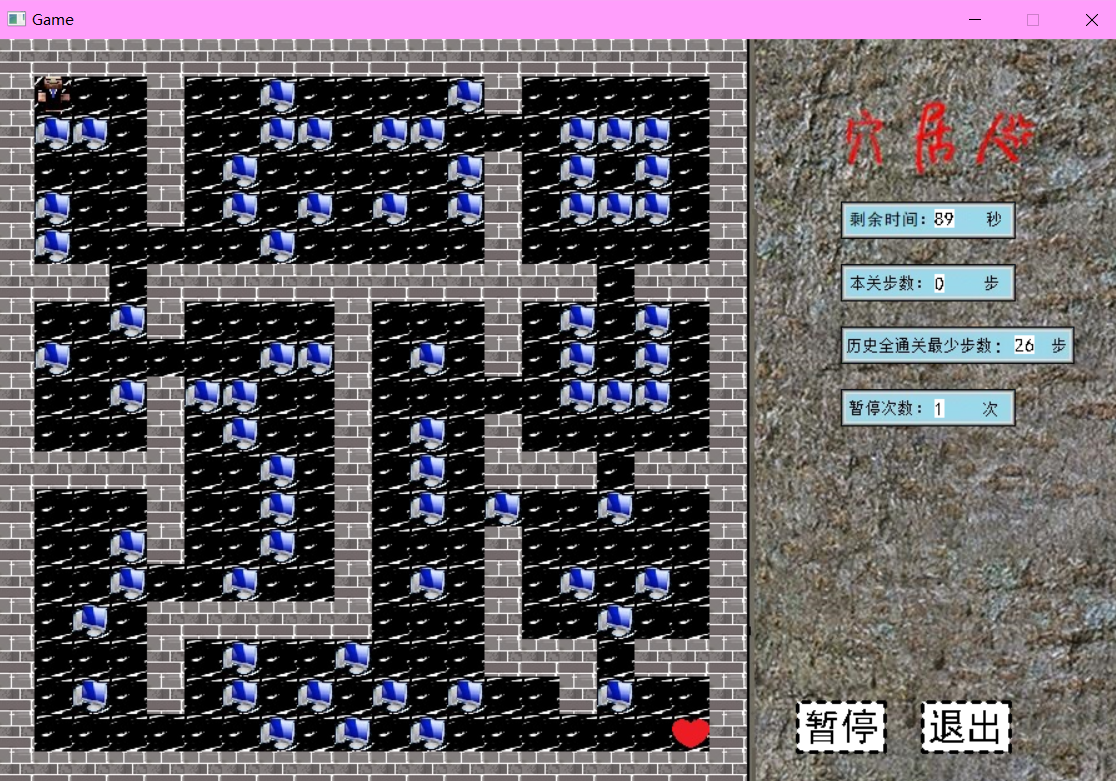 Game
穴居人
剩余时间：89 秒
本关步数：0 步
历史全通关最少步数：26 步
暂停次数：1 次
暂停 退出